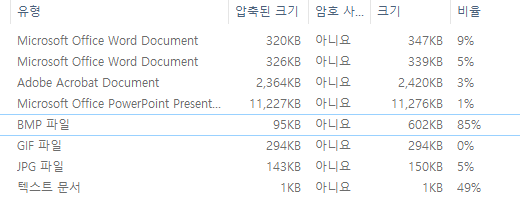 유형 압축된 크기 암호 사... 크기 비율
Microsoft Office Word Document 320KB 아니요 347KB 9%
Microsoft Office Word Document 326KB 아니요 339KB 5%
Adobe Acrobat Document 2,364KB 아니요 2,420KB 3%
Microsoft Office PowerPoint Present... 11,227KB 아니요 11,276KB 1%
BMP 파일 95KB 아니요 602KB 85%
GIF 파일 294KB 아니요 294KB 0%
JPG 파일 143KB 아니요 150KB 5%
텍스트 문서 1KB 아니요 1KB 49%